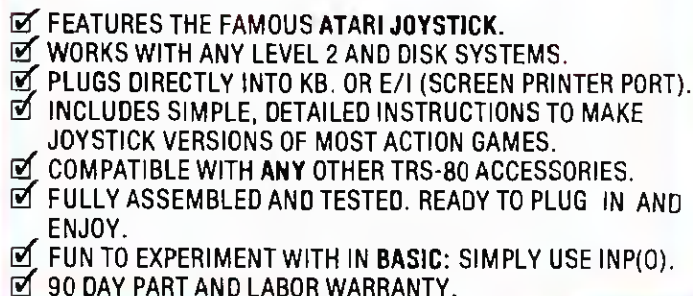 ☑ FEATURES THE FAMOUS ATARI JOYSTICK.
☑ WORKS WITH ANY LEVEL 2 AND DISK SYSTEMS.
☑ PLUGS DIRECTLY INTO KB. OR E/I (SCREEN PRINTER PORT).
☑ INCLUDES SIMPLE, DETAILED INSTRUCTIONS TO MAKE
JOYSTICK VERSIONS OF MOST ACTION GAMES.
☑ COMPATIBLE WITH ANY OTHER TRS-80 ACCESSORIES.
☑ FULLY ASSEMBLED AND TESTED. READY TO PLUG IN AND
ENJOY.
☑ FUN TO EXPERIMENT WITH IN BASIC: SIMPLY USE INP(O).
☑ 90 DAY PART AND LABOR WARRANTY.